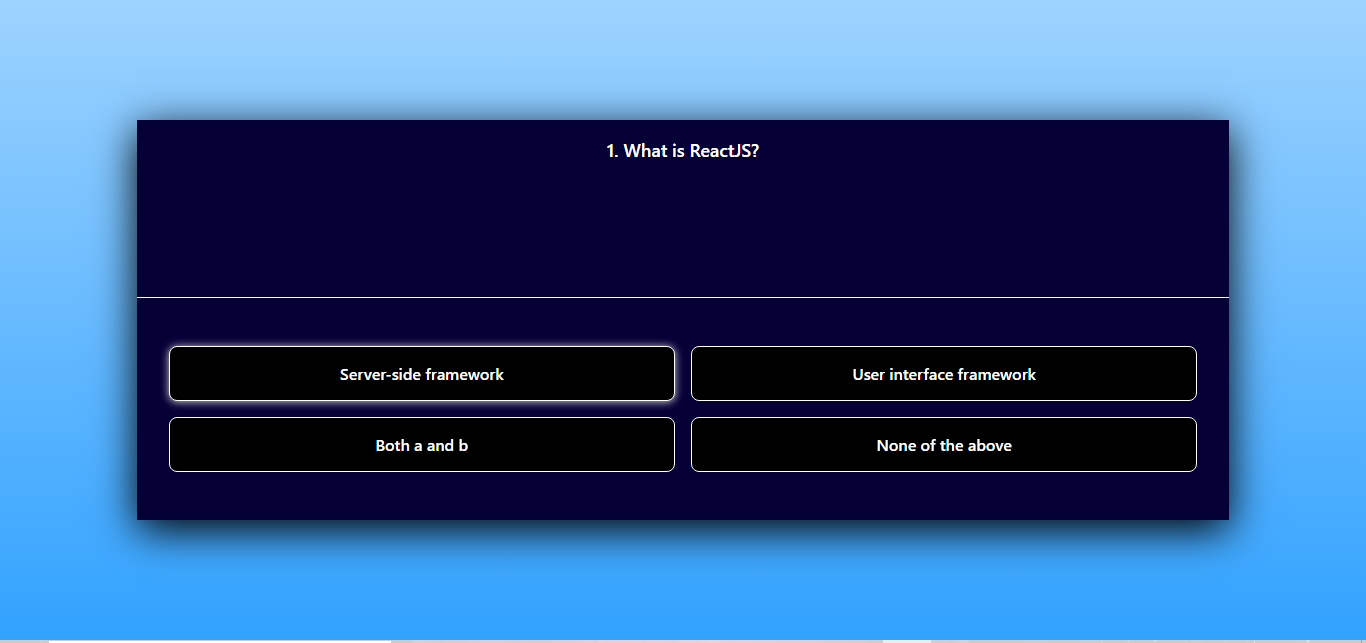 1. What is ReactJS?
Server-side framework
User interface framework
Both a and b
None of the above